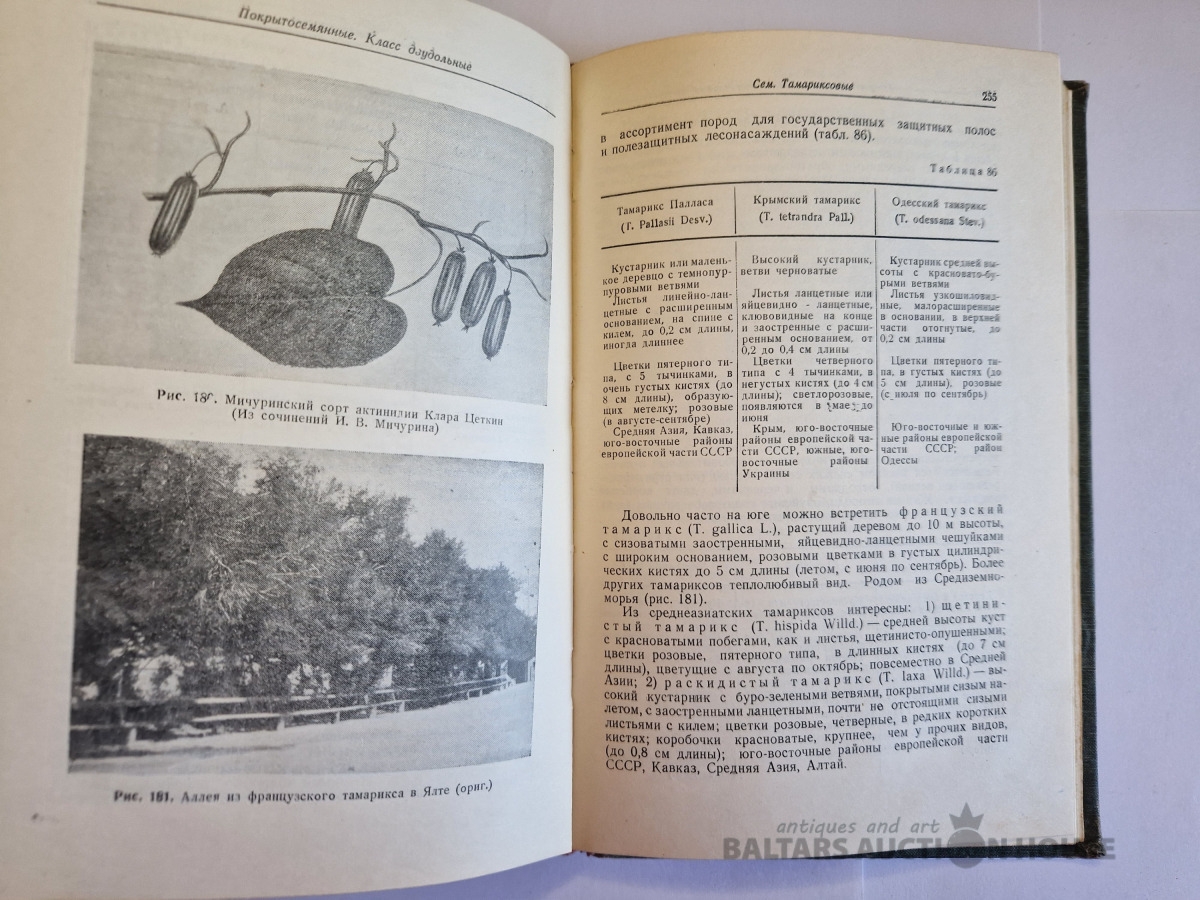 Покрытосемянные. Класс двудольные
Рис. 180. Мичуринский сорт актинидии Клара Цеткин
(Из сочинений И. В. Мичурина)
Рис. 181. Аллея из французского тамарикса в Ялте (ориг.)
Сем. Тамариксовые
255
в ассортимент пород для государственных защитных полос
и полезащитных лесонасаждений (табл. 86).
Таблица 86
Тамарикс Палласа
(T. Pallasii Desv.)
Крымский тамарикс
(T. tetrandra Pall.)
Одесский тамарикс
(T. odessana Stev.)
Кустарник или малень-
кое деревцо с темнопур-
пуровыми ветвями
Листья линейно-лан-
цетные с расширенным
основанием, на спине с
килем, до 0,2 см длины,
иногда длиннее
Цветки пятерного ти-
па, с 5 тычинками, в
очень густых кистях (до
8 см длины), образую-
щих метелку; розовые
(в августе-сентябре)
Средняя Азия, Кавказ,
юго-восточные районы
европейской части СССР
Высокий кустарник,
ветви черноватые
Листья ланцетные или
яйцевидно - ланцетные,
клювовидные на конце
и заостренные с расши-
ренным основанием, от
0,2 до 0,4 см длины
Цветки четверного
типа с 4 тычинками, в
негустых кистях (до 4 см
длины); светлорозовые,
появляются в мае до
июня
Крым, юго-восточные
районы европейской ча-
сти СССР, южные, юго-
восточные районы
Украины
Кустарник средней вы-
соты с красновато-бу-
рыми ветвями
Листья узкошиловид-
ные, малорасширенные
в основании, в верхней
части отогнутые, до
0,2 см длины
Цветки пятерного ти-
па, в густых кистях (до
5 см длины), розовые
(с июля по сентябрь)
Юго-восточные и юж-
ные районы европейской
части СССР; район
Одессы
Довольно часто на юге можно встретить французский
тамарикс (T. gallica L.), растущий деревом до 10 м высоты,
с сизоватыми заостренными, яйцевидно-ланцетными чешуйками
с широким основанием, розовыми цветками в густых цилиндри-
ческих кистях до 5 см длины (летом, с июня по сентябрь). Более
других тамариксов теплолюбивый вид. Родом из Средиземно-
морья (рис. 181).
Из среднеазиатских тамариксов интересны: 1) щетини-
стый тамарикс (T. hispida Willd.) — средней высоты куст
с красноватыми побегами, как и листья, щетинисто-опушенными;
цветки розовые, пятерного типа, в длинных кистях (до 7 см
длины), цветущие с августа по октябрь; повсеместно в Средней
Азии; 2) раскидистый тамарикс (T. laxa Willd.) — вы-
сокий кустарник с буро-зелеными ветвями, покрытыми сизым на-
летом, с заостренными ланцетными, почти не отстоящими сизыми
листьями с килем; цветки розовые, четверные, в редких коротких
кистях; коробочки красноватые, крупнее, чем у прочих видов,
(до 0,8 см длины); юго-восточные районы европейской части
СССР, Кавказ, Средняя Азия, Алтай.
antiques and art
BALTARS AUCTION HOUSE